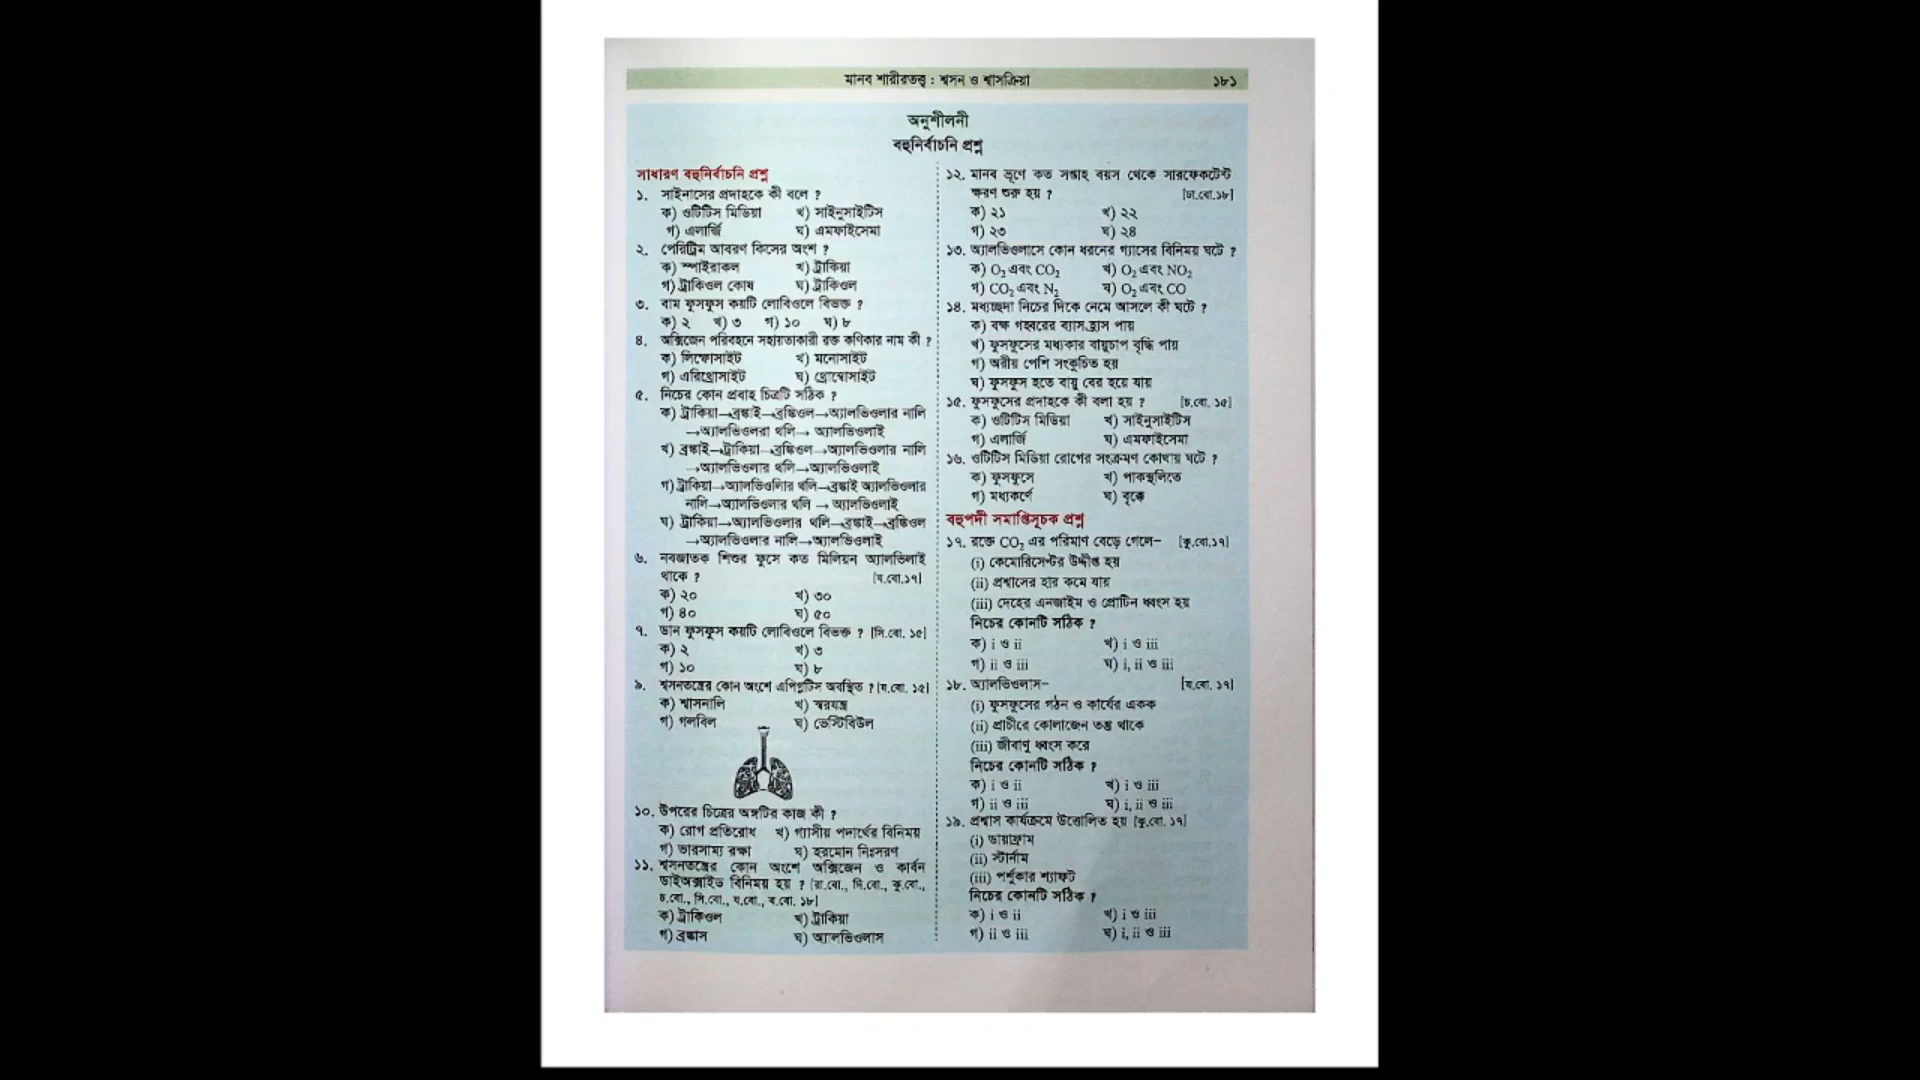 মানব শারীরতত্ত্ব : শ্বসন ও শ্বাসক্রিয়া ১৮১
অনুশীলনী
বহুনির্বাচনি প্রশ্ন
সাধারণ বহুনির্বাচনি প্রশ্ন
১. সাইনাসের প্রদাহকে কী বলে ?
ক) ওটিটিস মিডিয়া খ) সাইনুসাইটিস
গ) এলার্জি ঘ) এমফাইসেমা
২. পেরিট্রিম আবরণ কিসের অংশ ?
ক) স্পাইরাকল খ) ট্রাকিয়া
গ) ট্রাকিওল কোষ ঘ) ট্রাকিওল
৩. বাম ফুসফুস কয়টি লোবিওলে বিভক্ত ?
ক) ২ খ) ৩ গ) ১০ ঘ) ৮
৪. অক্সিজেন পরিবহনে সহায়তাকারী রক্ত কণিকার নাম কী ?
ক) লিম্ফোসাইট খ) মনোসাইট
গ) এরিথ্রোসাইট ঘ) থ্রোম্বোসাইট
৫. নিচের কোন প্রবাহ চিত্রটি সঠিক ?
ক) ট্রাকিয়া→ব্রঙ্কাই→ব্রঙ্কিওল→অ্যালভিওলার নালি
→অ্যালভিওলরা থলি→ অ্যালভিওলাই
খ) ব্রঙ্কাই→ট্রাকিয়া→ব্রঙ্কিওল→অ্যালভিওলার নালি
→অ্যালভিওলার থলি→অ্যালভিওলাই
গ) ট্রাকিয়া→অ্যালভিওলিার থলি→ব্রঙ্কাই অ্যালভিওলার
নালি→অ্যালভিওলার থলি → অ্যালভিওলাই
ঘ) ট্রাকিয়া→অ্যালভিওলার থলি→ব্রঙ্কাই→ব্রঙ্কিওল
→অ্যালভিওলার নালি→অ্যালভিওলাই
৬. নবজাতক শিশুর ফুসে কত মিলিয়ন অ্যালভিলাই
থাকে ? [য.বো.১৭]
ক) ২০ খ) ৩০
গ) ৪০ ঘ) ৫০
৭. ডান ফুসফুস কয়টি লোবিওলে বিভক্ত ? [সি.বো. ১৫]
ক) ২ খ) ৩
গ) ১০ ঘ) ৮
৯. শ্বসনতন্ত্রের কোন অংশে এপিগ্লটিস অবস্থিত ? [য.বো. ১৫]
ক) শ্বাসনালি খ) স্বরযন্ত্র
গ) গলবিল ঘ) ভেস্টিবিউল
১০. উপরের চিত্রের অঙ্গটির কাজ কী ?
ক) রোগ প্রতিরোধ খ) গ্যাসীয় পদার্থের বিনিময়
গ) ভারসাম্য রক্ষা ঘ) হরমোন নিঃসরণ
১১. শ্বসনতন্ত্রের কোন অংশে অক্সিজেন ও কার্বন
ডাইঅক্সাইড বিনিময় হয় ? [রা.বো., দি.বো., কু.বো.,
চ.বো., সি.বো., য.বো., ব.বো. ১৮]
ক) ট্রাকিওল খ) ট্রাকিয়া
গ) ব্রঙ্কাস ঘ) অ্যালভিওলাস
১২. মানব ভ্রূণে কত সপ্তাহ বয়স থেকে সারফেকটেন্ট
ক্ষরণ শুরু হয় ? [ঢা.বো.১৮]
ক) ২১ খ) ২২
গ) ২৩ ঘ) ২৪
১৩. অ্যালভিওলাসে কোন ধরনের গ্যাসের বিনিময় ঘটে ?
ক) O₂ এবং CO₂ খ) O₂ এবং NO₂
গ) CO₂ এবং N₂ ঘ) O₂ এবং CO
১৪. মধ্যচ্ছদা নিচের দিকে নেমে আসলে কী ঘটে ?
ক) বক্ষ গহ্বরের ব্যাস হ্রাস পায়
খ) ফুসফুসের মধ্যকার বায়ুচাপ বৃদ্ধি পায়
গ) অরীয় পেশি সংকুচিত হয়
ঘ) ফুসফুস হতে বায়ু বের হয়ে যায়
১৫. ফুসফুসের প্রদাহকে কী বলা হয় ? [চ.বো. ১৫]
ক) ওটিটিস মিডিয়া খ) সাইনুসাইটিস
গ) এলার্জি ঘ) এমফাইসেমা
১৬. ওটিটিস মিডিয়া রোগের সংক্রমণ কোথায় ঘটে ?
ক) ফুসফুসে খ) পাকস্থলিতে
গ) মধ্যকর্ণে ঘ) বৃক্কে
বহুপদী সমাপ্তিসূচক প্রশ্ন
১৭. রক্তে CO₂ এর পরিমাণ বেড়ে গেলে– [কু.বো.১৭]
(i) কেমোরিসেপ্টর উদ্দীপ্ত হয়
(ii) প্রশ্বাসের হার কমে যায়
(iii) দেহের এনজাইম ও প্রোটিন ধ্বংস হয়
নিচের কোনটি সঠিক ?
ক) i ও ii খ) i ও iii
গ) ii ও iii ঘ) i, ii ও iii
১৮. অ্যালভিওলাস– [য.বো. ১৭]
(i) ফুসফুসের গঠন ও কার্যের একক
(ii) প্রাচীরে কোলাজেন তন্তু থাকে
(iii) জীবাণু ধ্বংস করে
নিচের কোনটি সঠিক ?
ক) i ও ii খ) i ও iii
গ) ii ও iii ঘ) i, ii ও iii
১৯. প্রশ্বাস কার্যক্রমে উত্তোলিত হয় [কু.বো. ১৭]
(i) ডায়াফ্রাম
(ii) স্টার্নাম
(iii) পর্শুকার শ্যাফট
নিচের কোনটি সঠিক ?
ক) i ও ii খ) i ও iii
গ) ii ও iii ঘ) i, ii ও iii